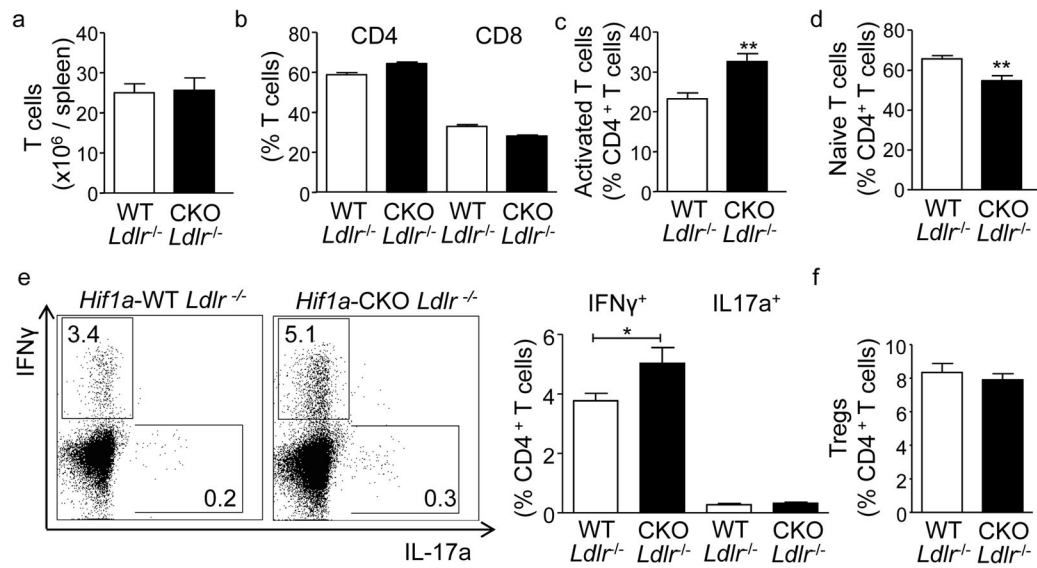 a
T cells
(x10⁶ / spleen)
40
30
20
10
0
WT
Ldlr⁻/⁻
CKO
Ldlr⁻/⁻
b
CD4
CD8
(% T cells)
80
60
40
20
0
WT
Ldlr⁻/⁻
CKO
Ldlr⁻/⁻
WT
Ldlr⁻/⁻
CKO
Ldlr⁻/⁻
c
Activated T cells
(% CD4⁺ T cells)
40
30
20
10
0
**
WT
Ldlr⁻/⁻
CKO
Ldlr⁻/⁻
d
Naive T cells
(% CD4⁺ T cells)
80
60
40
20
0
**
WT
Ldlr⁻/⁻
CKO
Ldlr⁻/⁻
e
Hif1a-WT Ldlr ⁻/⁻
Hif1a-CKO Ldlr ⁻/⁻
IFNγ
3.4
0.2
5.1
0.3
IL-17a
IFNγ⁺
IL17a⁺
(% CD4 ⁺ T cells)
6
4
2
0
*
WT
Ldlr⁻/⁻
CKO
Ldlr⁻/⁻
WT
Ldlr⁻/⁻
CKO
Ldlr⁻/⁻
f
Tregs
(% CD4 ⁺ T cells)
10
8
6
4
2
0
WT
Ldlr⁻/⁻
CKO
Ldlr⁻/⁻